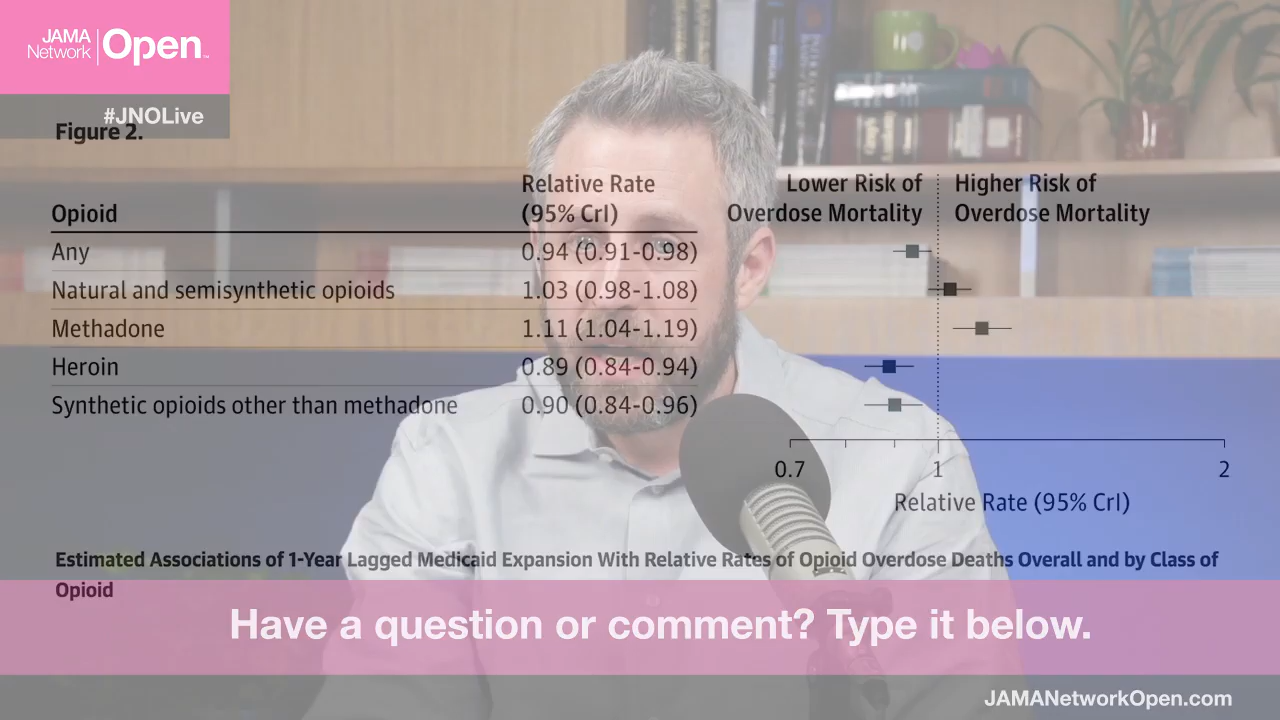 JAMA
Network
Open™
#JNOLive
Figure 2.
Opioid
Relative Rate
(95% CrI)
Lower Risk of
Overdose Mortality
Higher Risk of
Overdose Mortality
Any 0.94 (0.91-0.98)
Natural and semisynthetic opioids 1.03 (0.98-1.08)
Methadone 1.11 (1.04-1.19)
Heroin 0.89 (0.84-0.94)
Synthetic opioids other than methadone 0.90 (0.84-0.96)
0.7 1 2
Relative Rate (95% CrI)
Estimated Associations of 1-Year Lagged Medicaid Expansion With Relative Rates of Opioid Overdose Deaths Overall and by Class of
Opioid
Have a question or comment? Type it below.
JAMANetworkOpen.com